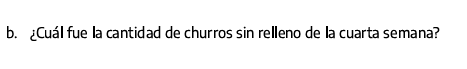 b. ¿Cuál fue la cantidad de churros sin relleno de la cuarta semana?